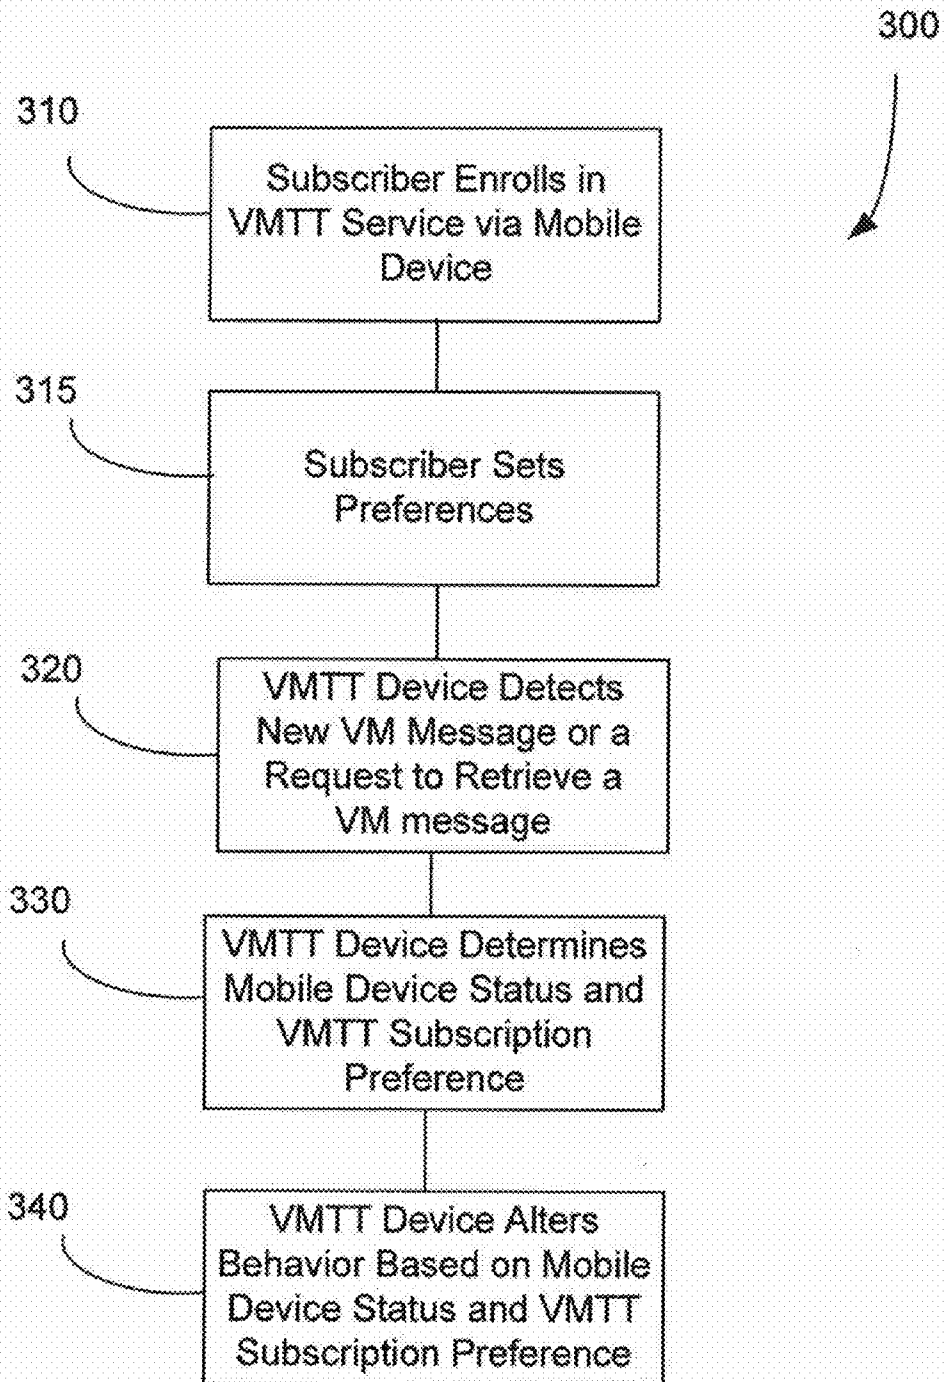 300
310
Subscriber Enrolls in
VMTT Service via Mobile
Device
315
Subscriber Sets
Preferences
320
VMTT Device Detects
New VM Message or a
Request to Retrieve a
VM message
330
VMTT Device Determines
Mobile Device Status and
VMTT Subscription
Preference
340
VMTT Device Alters
Behavior Based on Mobile
Device Status and VMTT
Subscription Preference